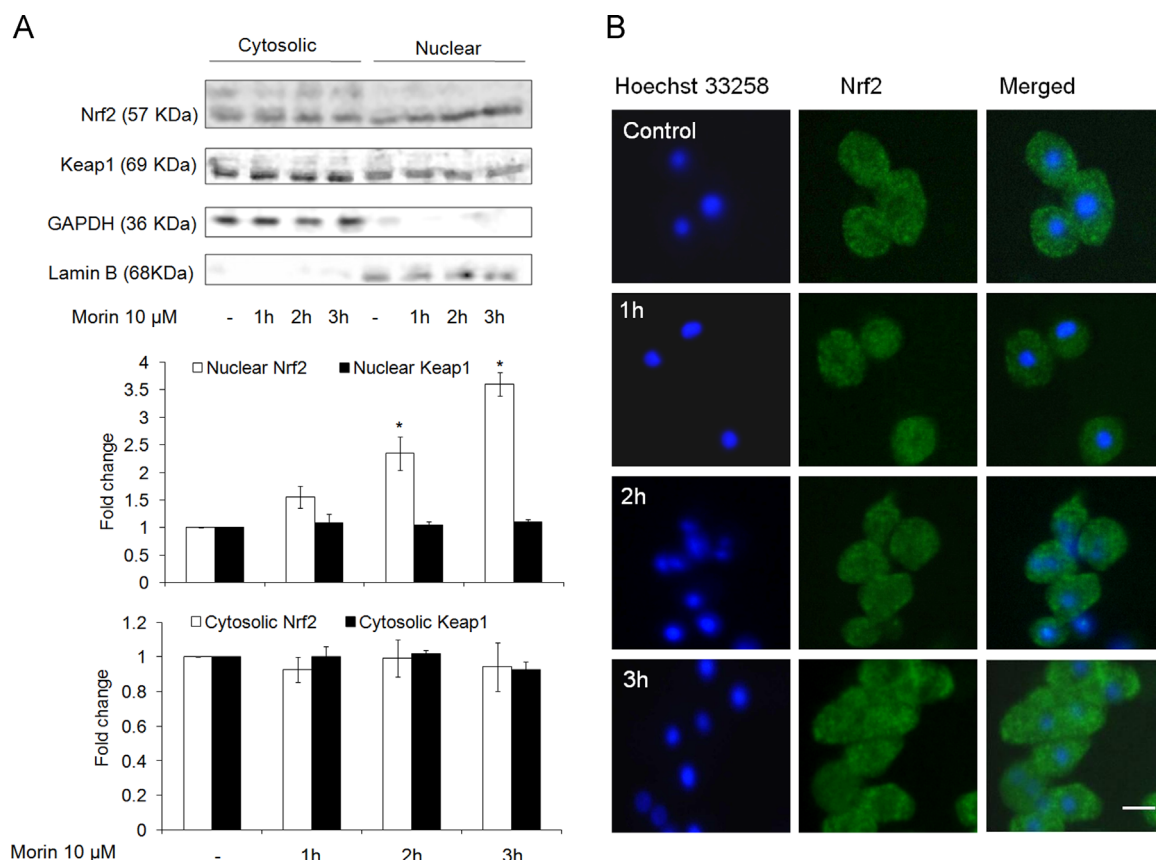 A
Cytosolic Nuclear
Nrf2 (57 KDa)
Keap1 (69 KDa)
GAPDH (36 KDa)
Lamin B (68KDa)
Morin 10 µM - 1h 2h 3h - 1h 2h 3h
4
3.5
3
2.5
2
1.5
1
0.5
0
Fold change
Nuclear Nrf2 Nuclear Keap1
*
*
1.2
1
0.8
0.6
0.4
0.2
0
Fold change
Cytosolic Nrf2 Cytosolic Keap1
Morin 10 µM - 1h 2h 3h
B
Hoechst 33258 Nrf2 Merged
Control
1h
2h
3h